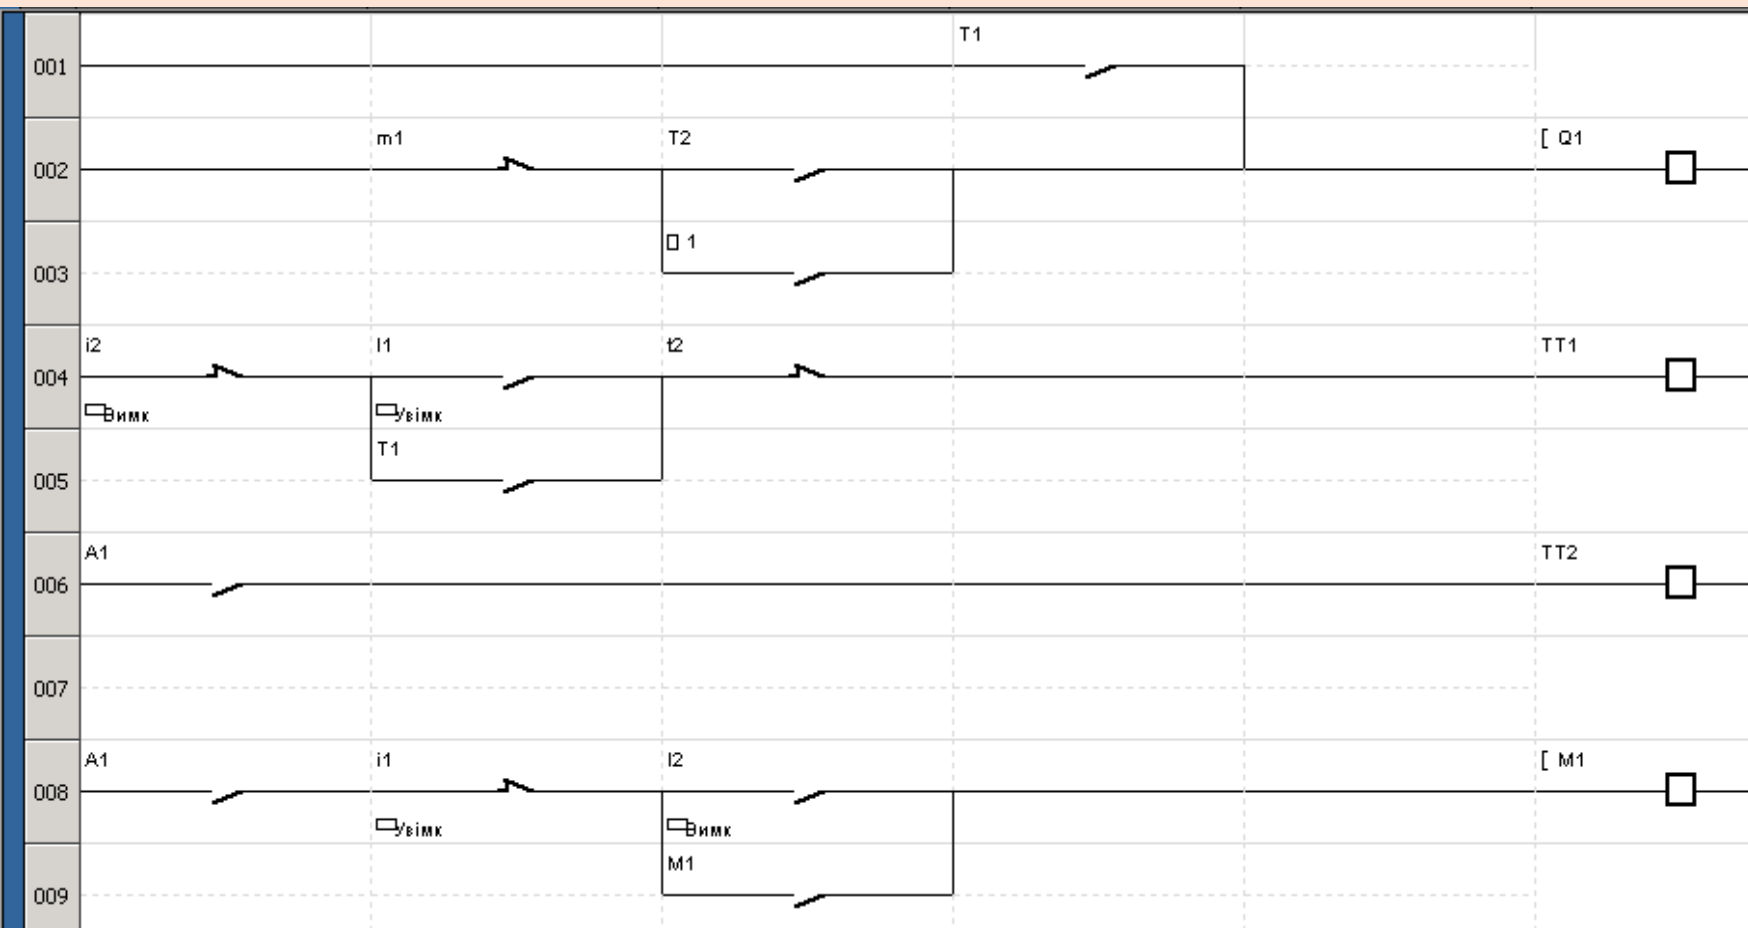 T1
001
m1 T2 [ Q1
002
1
003
i2 I1 t2 TT1
004
Вимк Увімк
T1
005
A1 TT2
006
007
A1 i1 I2 [ M1
008
Увімк Вимк
M1
009